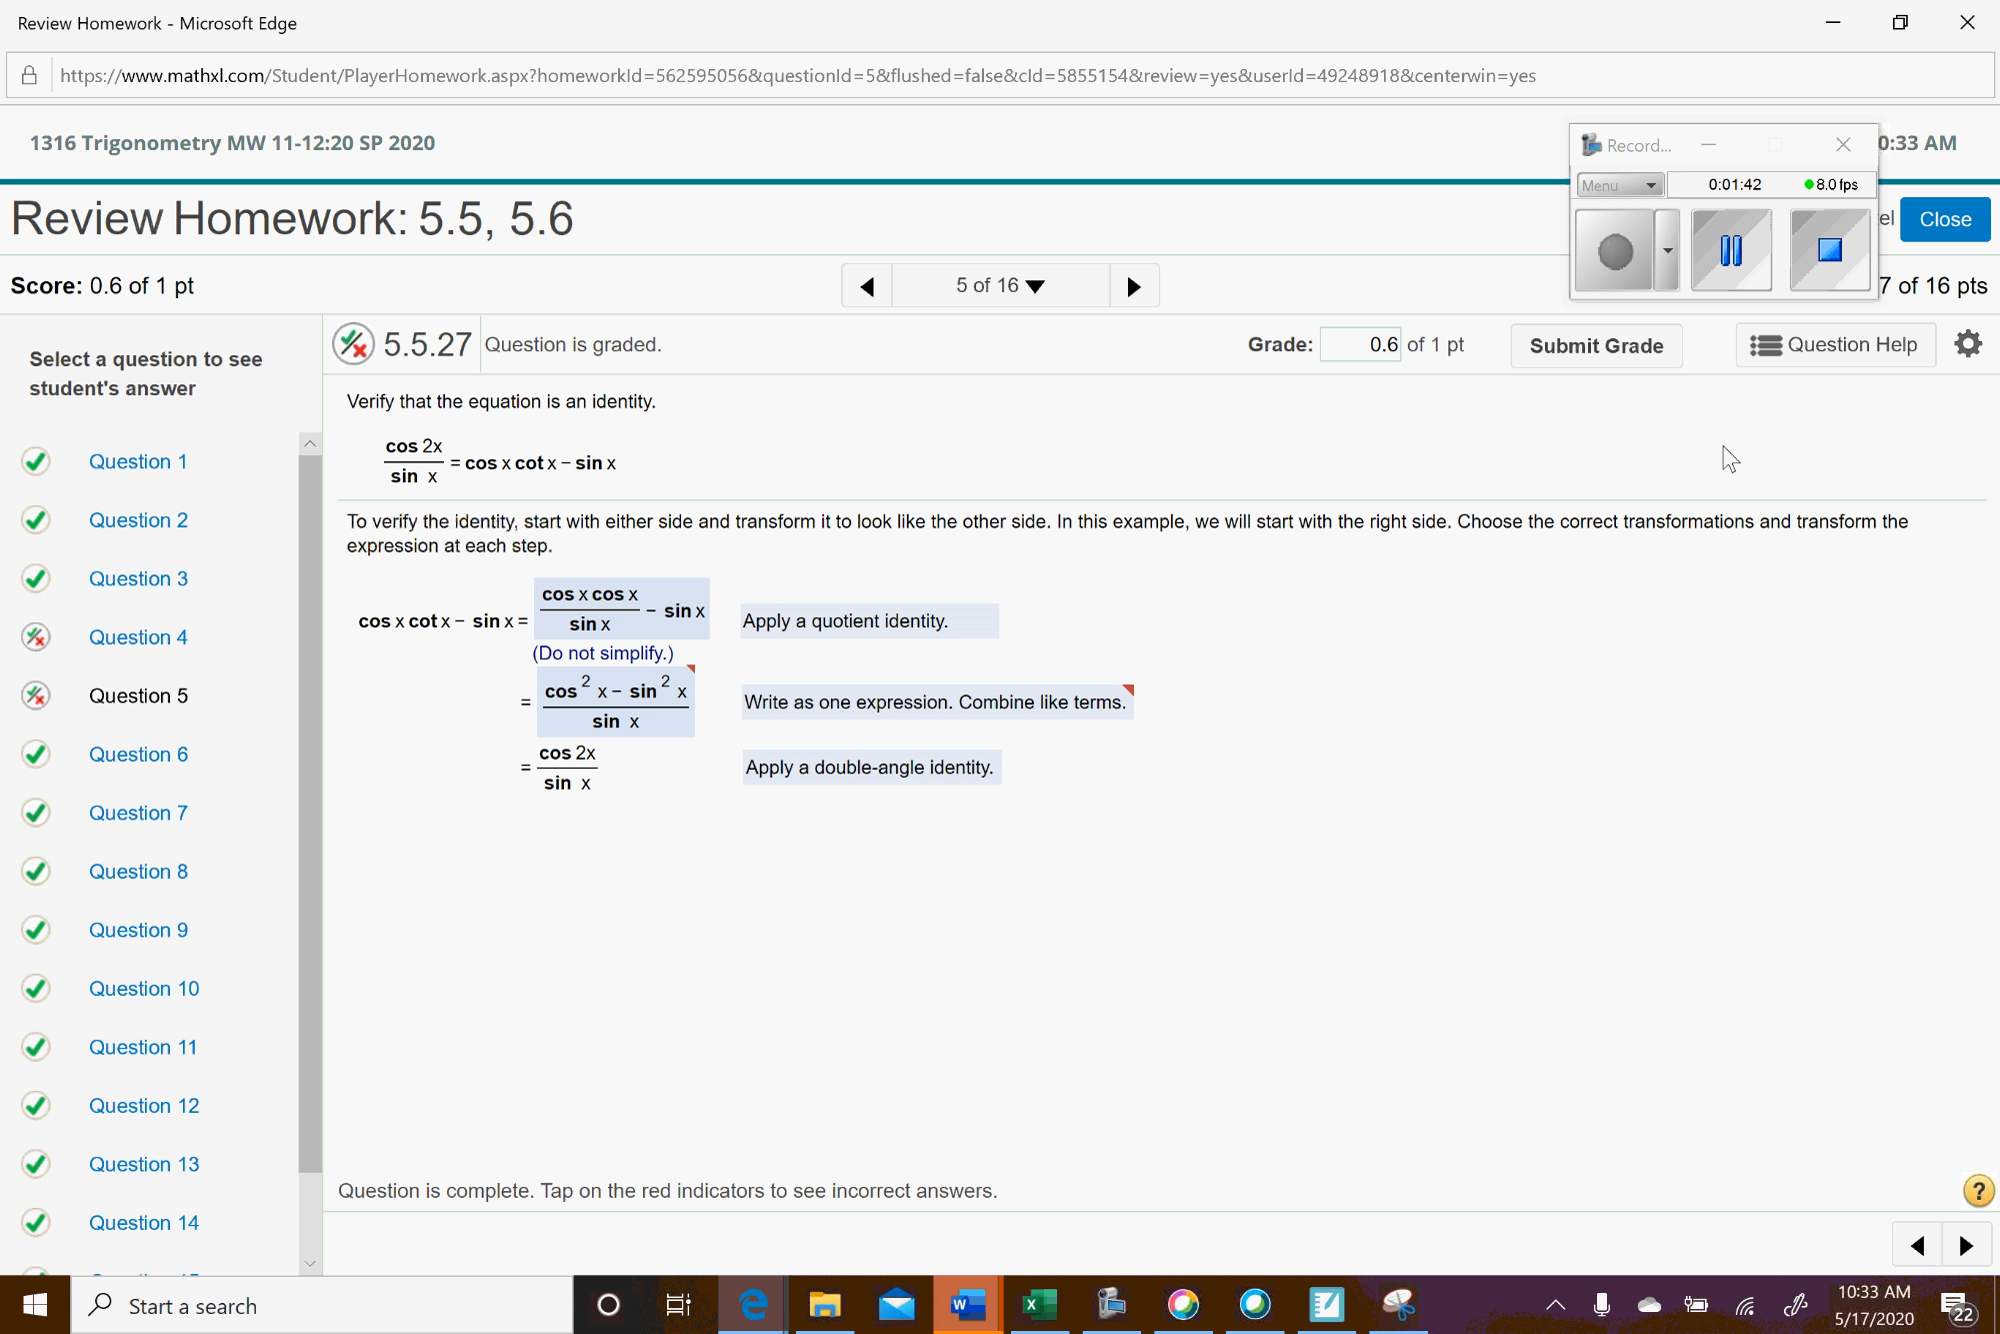 Review Homework - Microsoft Edge
https://www.mathxl.com/Student/PlayerHomework.aspx?homeworkId=562595056&questionId=5&flushed=false&cId=5855154&review=yes&userId=49248918&centerwin=yes
1316 Trigonometry MW 11-12:20 SP 2020
0:33 AM
Record...
Menu
0:01:42
8.0 fps
Review Homework: 5.5, 5.6
el
Close
Score: 0.6 of 1 pt
5 of 16
7 of 16 pts
Select a question to see
student's answer
Question 1
Question 2
Question 3
Question 4
Question 5
Question 6
Question 7
Question 8
Question 9
Question 10
Question 11
Question 12
Question 13
Question 14
5.5.27
Question is graded.
Grade: 0.6 of 1 pt
Submit Grade
Question Help
Verify that the equation is an identity.
cos 2x
sin x
= cos x cot x − sin x
To verify the identity, start with either side and transform it to look like the other side. In this example, we will start with the right side. Choose the correct transformations and transform the
expression at each step.
cos x cot x − sin x =
cos x cos x
sin x
− sin x
Apply a quotient identity.
(Do not simplify.)
=
cos 2 x − sin 2 x
sin x
Write as one expression. Combine like terms.
=
cos 2x
sin x
Apply a double-angle identity.
Question is complete. Tap on the red indicators to see incorrect answers.
?
Start a search
10:33 AM
5/17/2020
22